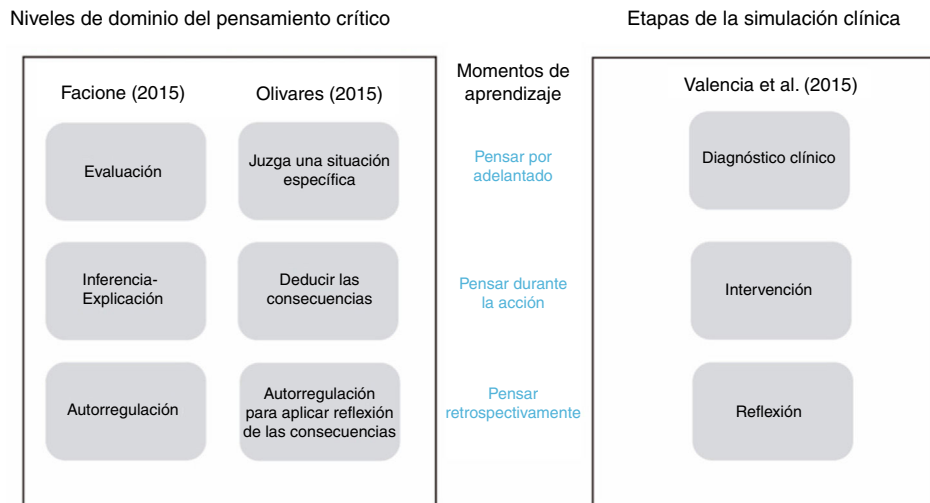 Niveles de dominio del pensamiento crítico
Etapas de la simulación clínica
Facione (2015)
Olivares (2015)
Momentos de
aprendizaje
Valencia et al. (2015)
Evaluación
Juzga una situación
específica
Pensar por
adelantado
Diagnóstico clínico
Inferencia-
Explicación
Deducir las
consecuencias
Pensar durante
la acción
Intervención
Autorregulación
Autorregulación
para aplicar reflexión
de las consecuencias
Pensar
retrospectivamente
Reflexión